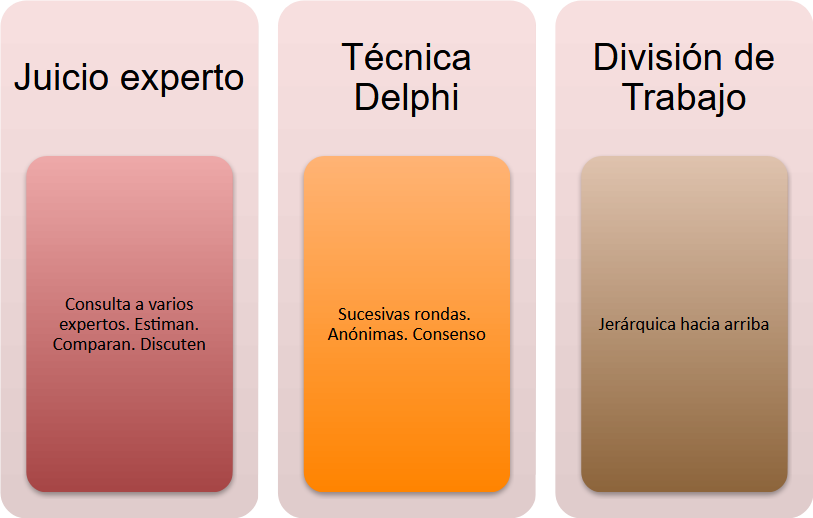 Juicio experto
Consulta a varios
expertos. Estiman.
Comparan. Discuten
Técnica
Delphi
Sucesivas rondas.
Anónimas. Consenso
División de
Trabajo
Jerárquica hacia arriba